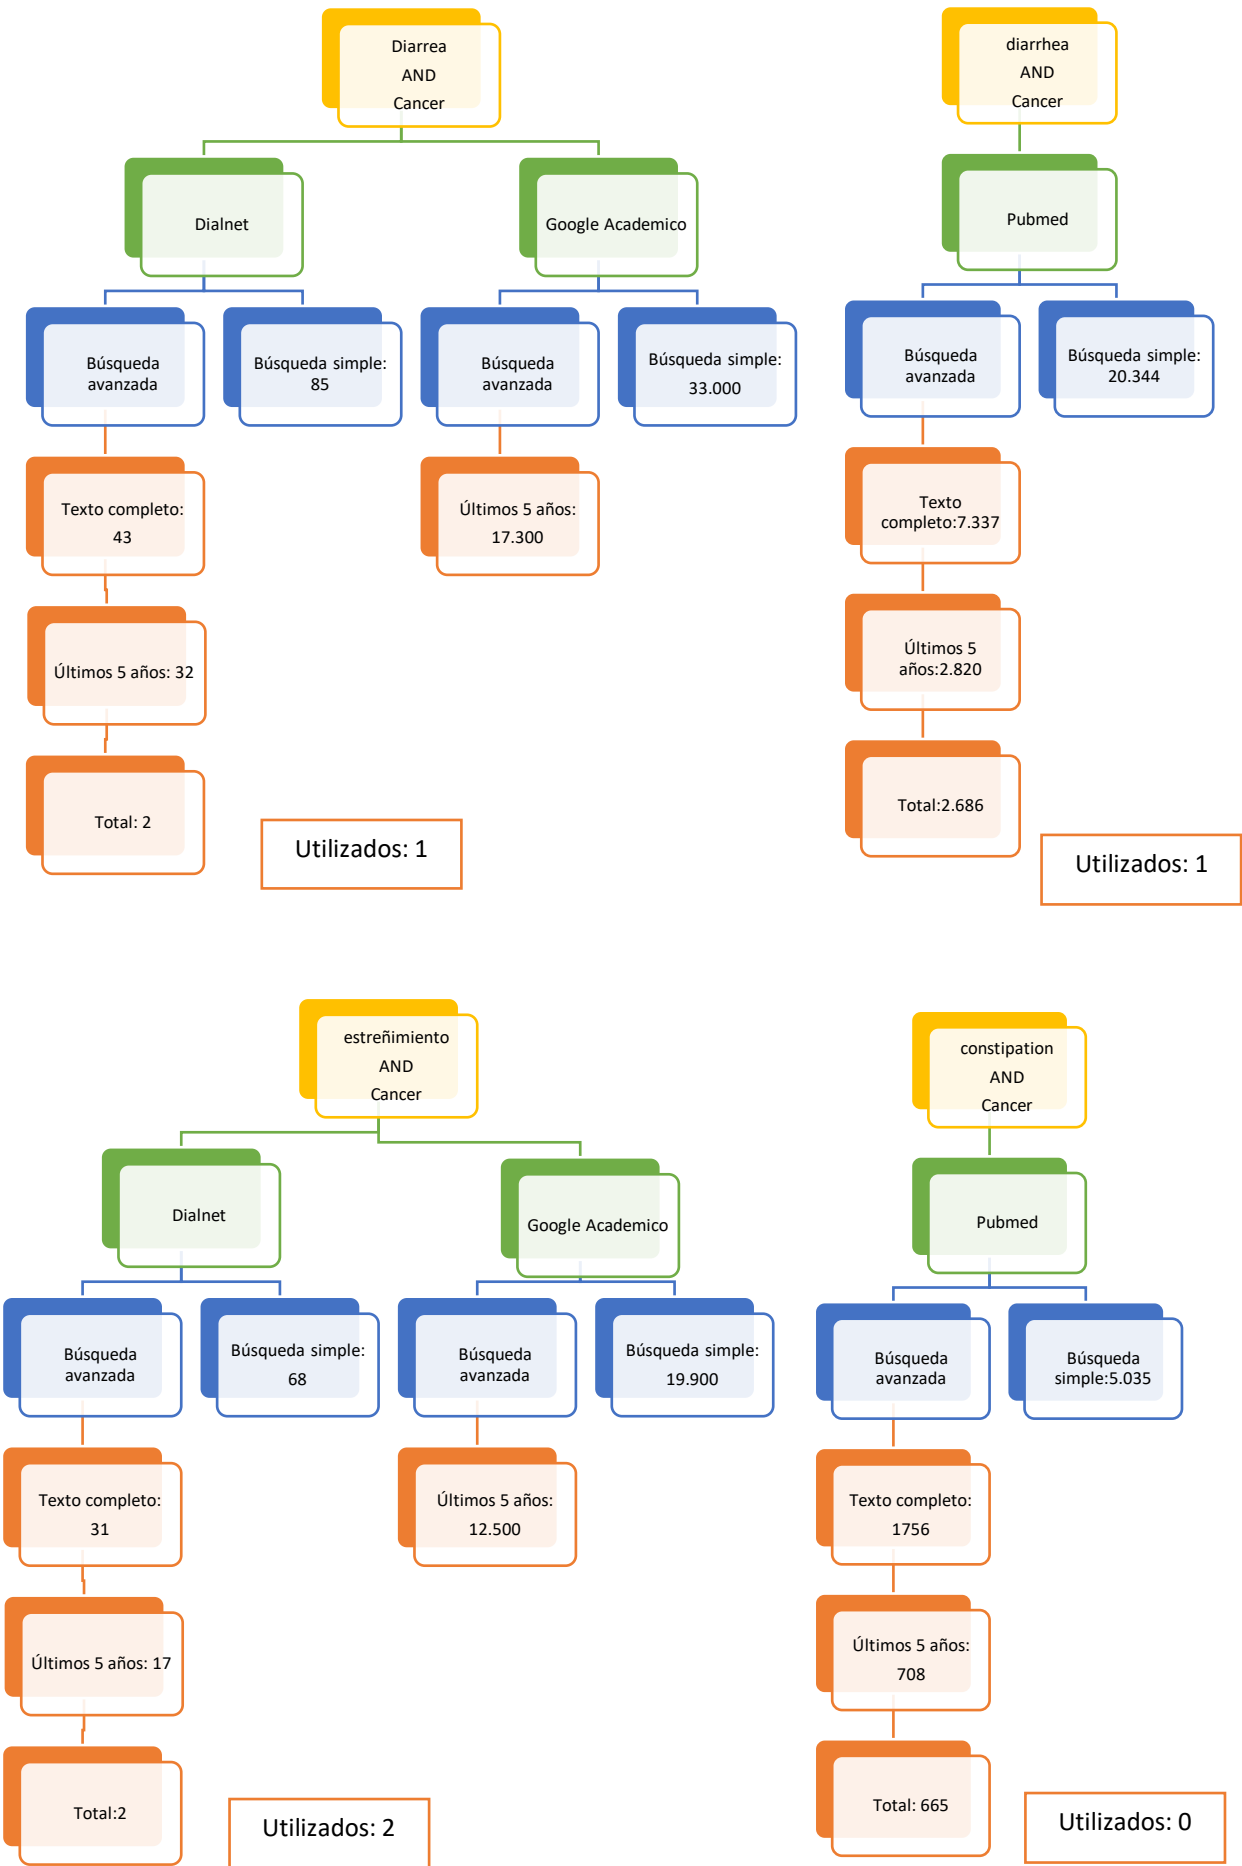 Diarrea
AND
Cancer
Dialnet
Google Academico
Búsqueda
avanzada
Búsqueda simple:
85
Búsqueda
avanzada
Búsqueda simple:
33.000
Texto completo:
43
Últimos 5 años:
17.300
Últimos 5 años: 32
Total: 2
Utilizados: 1
diarrhea
AND
Cancer
Pubmed
Búsqueda
avanzada
Búsqueda simple:
20.344
Texto
completo:7.337
Últimos 5
años:2.820
Total:2.686
Utilizados: 1
estreñimiento
AND
Cancer
Dialnet
Google Academico
Búsqueda
avanzada
Búsqueda simple:
68
Búsqueda
avanzada
Búsqueda simple:
19.900
Texto completo:
31
Últimos 5 años:
12.500
Últimos 5 años: 17
Total:2
Utilizados: 2
constipation
AND
Cancer
Pubmed
Búsqueda
avanzada
Búsqueda
simple:5.035
Texto completo:
1756
Últimos 5 años:
708
Total: 665
Utilizados: 0